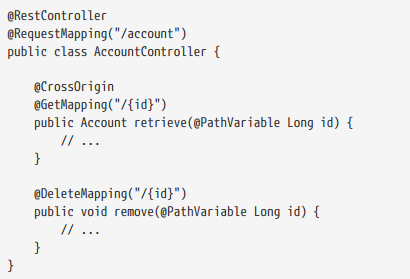 @RestController
@RequestMapping("/account")
public class AccountController {
    @CrossOrigin
    @GetMapping("/{id}")
    public Account retrieve(@PathVariable Long id) {
        // ...
    }
    @DeleteMapping("/{id}")
    public void remove(@PathVariable Long id) {
        // ...
    }
}